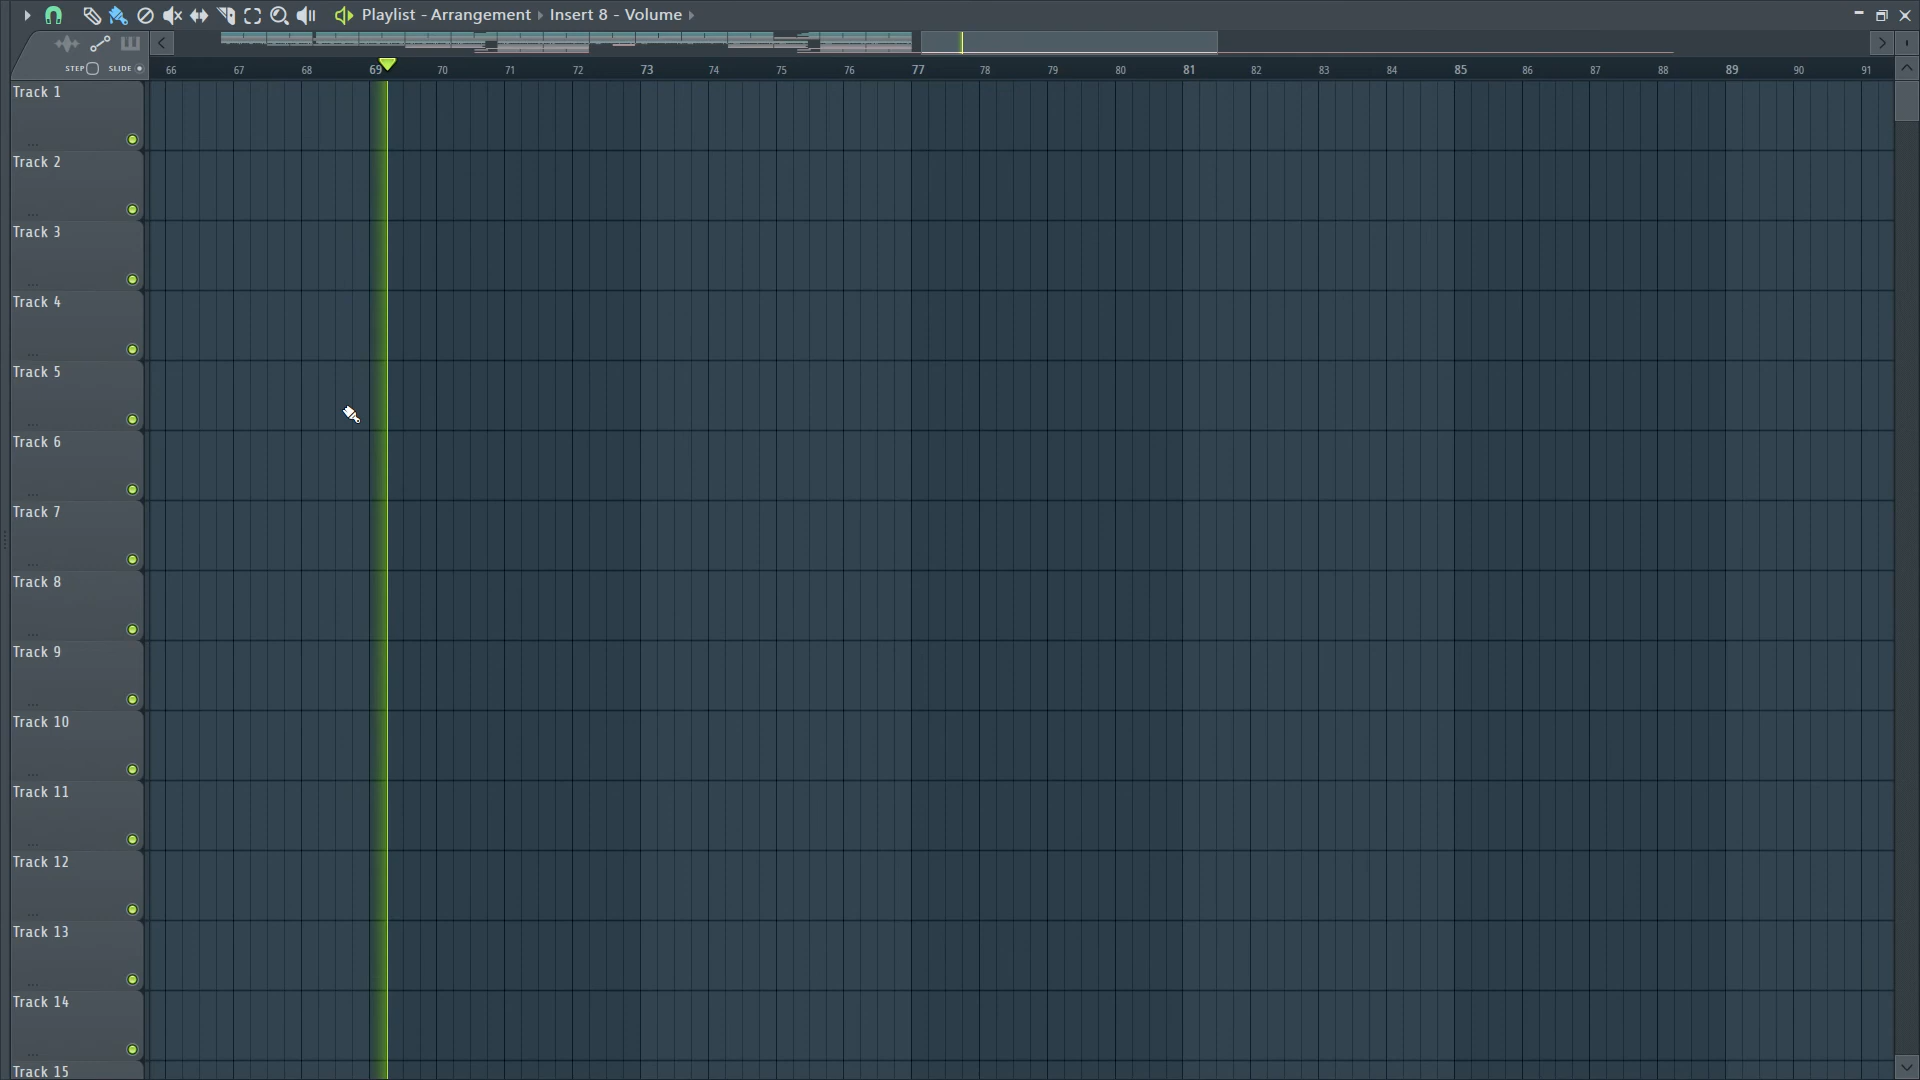 Playlist - Arrangement › Insert 8 - Volume ›
STEP SLIDE
66 67 68 69 70 71 72 73 74 75 76 77 78 79 80 81 82 83 84 85 86 87 88 89 90 91
Track 1
Track 2
Track 3
Track 4
Track 5
Track 6
Track 7
Track 8
Track 9
Track 10
Track 11
Track 12
Track 13
Track 14
Track 15